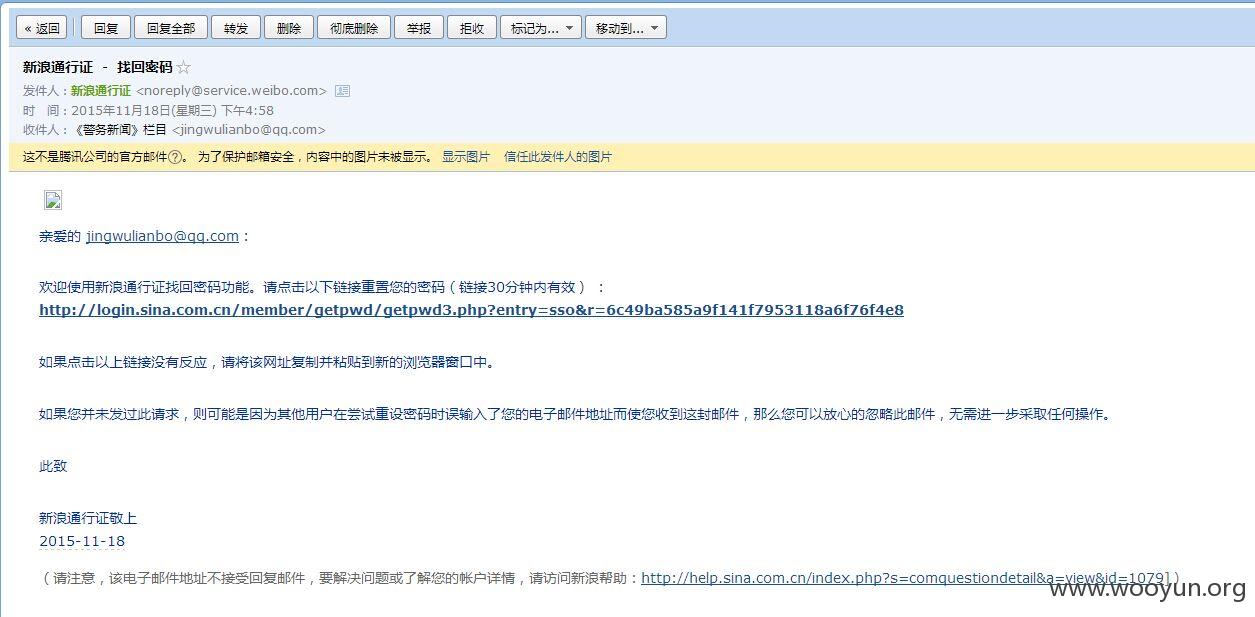 « 返回 回复 回复全部 转发 删除 彻底删除 举报 拒收 标记为... 移动到...
新浪通行证 - 找回密码☆
发件人：新浪通行证 <noreply@service.weibo.com>
时 间：2015年11月18日(星期三) 下午4:58
收件人：《警务新闻》栏目 <jingwulianbo@qq.com>
这不是腾讯公司的官方邮件?。 为了保护邮箱安全，内容中的图片未被显示。 显示图片 信任此发件人的图片
亲爱的 jingwulianbo@qq.com：
欢迎使用新浪通行证找回密码功能。请点击以下链接重置您的密码（链接30分钟内有效）：
http://login.sina.com.cn/member/getpwd/getpwd3.php?entry=sso&r=6c49ba585a9f141f7953118a6f76f4e8
如果点击以上链接没有反应，请将该网址复制并粘贴到新的浏览器窗口中。
如果您并未发过此请求，则可能是因为其他用户在尝试重设密码时误输入了您的电子邮件地址而使您收到这封邮件，那么您可以放心的忽略此邮件，无需进一步采取任何操作。
此致
新浪通行证敬上
2015-11-18
（请注意，该电子邮件地址不接受回复邮件，要解决问题或了解您的帐户详情，请访问新浪帮助：http://help.sina.com.cn/index.php?s=comquestiondetail&a=view&id=1079]）
www.wooyun.org